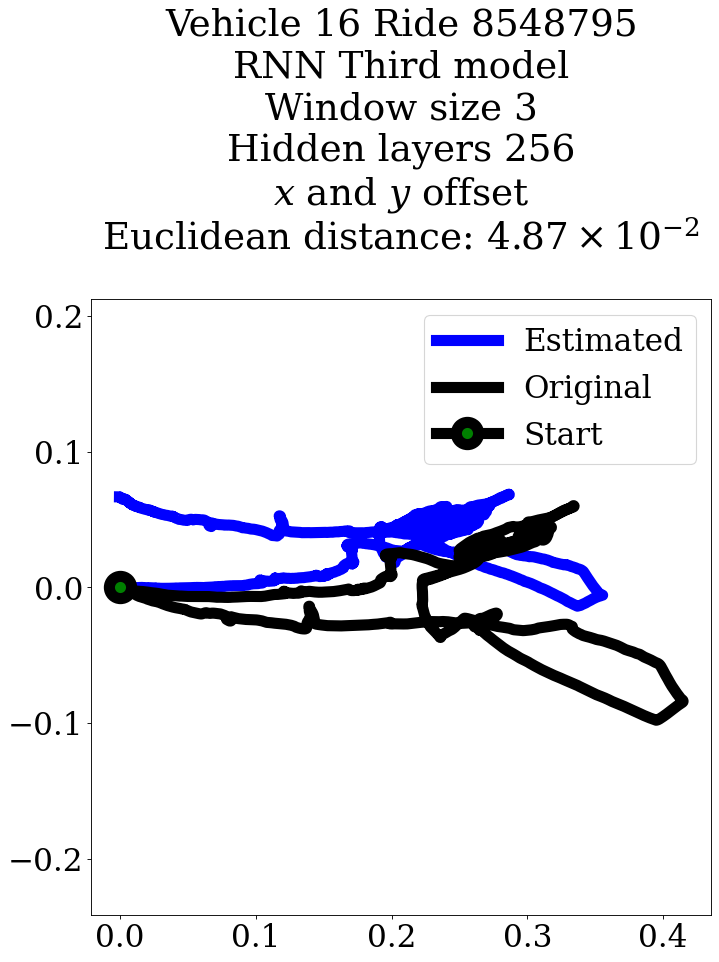 Vehicle 16 Ride 8548795
RNN Third model
Window size 3
Hidden layers 256
x and y offset
Euclidean distance: 4.87 × 10⁻²
Estimated
Original
Start
0.2
0.1
0.0
−0.1
−0.2
0.0 0.1 0.2 0.3 0.4